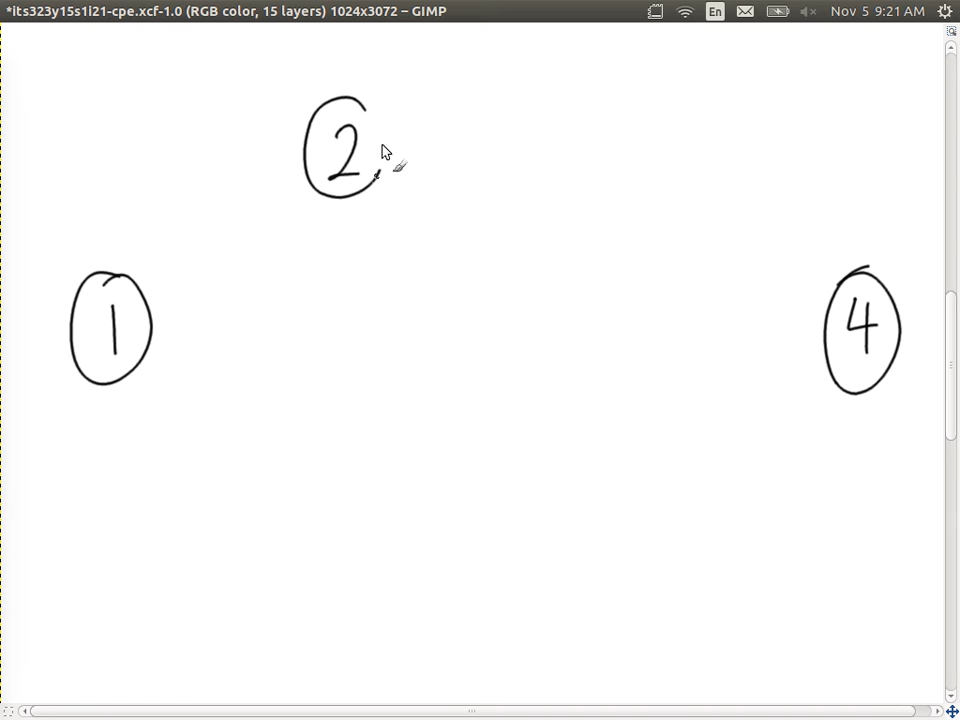 *its323y15s1i21-cpe.xcf-1.0 (RGB color, 15 layers) 1024x3072 – GIMP
En
Nov 5 9:21 AM
2
1
4